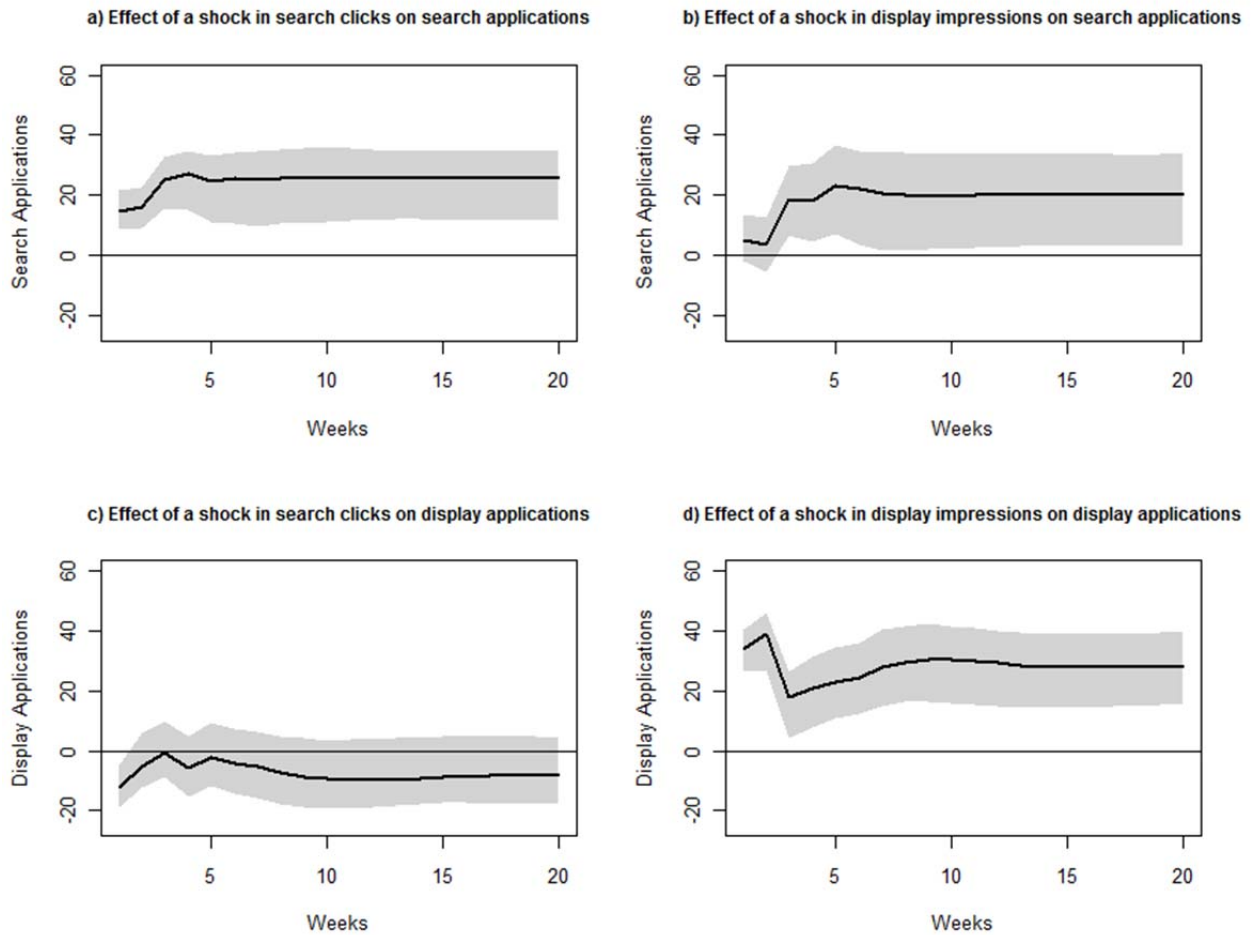 a) Effect of a shock in search clicks on search applications
60
40
20
0
-20
Search Applications
5 10 15 20
Weeks
b) Effect of a shock in display impressions on search applications
60
40
20
0
-20
Search Applications
5 10 15 20
Weeks
c) Effect of a shock in search clicks on display applications
60
40
20
0
-20
Display Applications
5 10 15 20
Weeks
d) Effect of a shock in display impressions on display applications
60
40
20
0
-20
Display Applications
5 10 15 20
Weeks